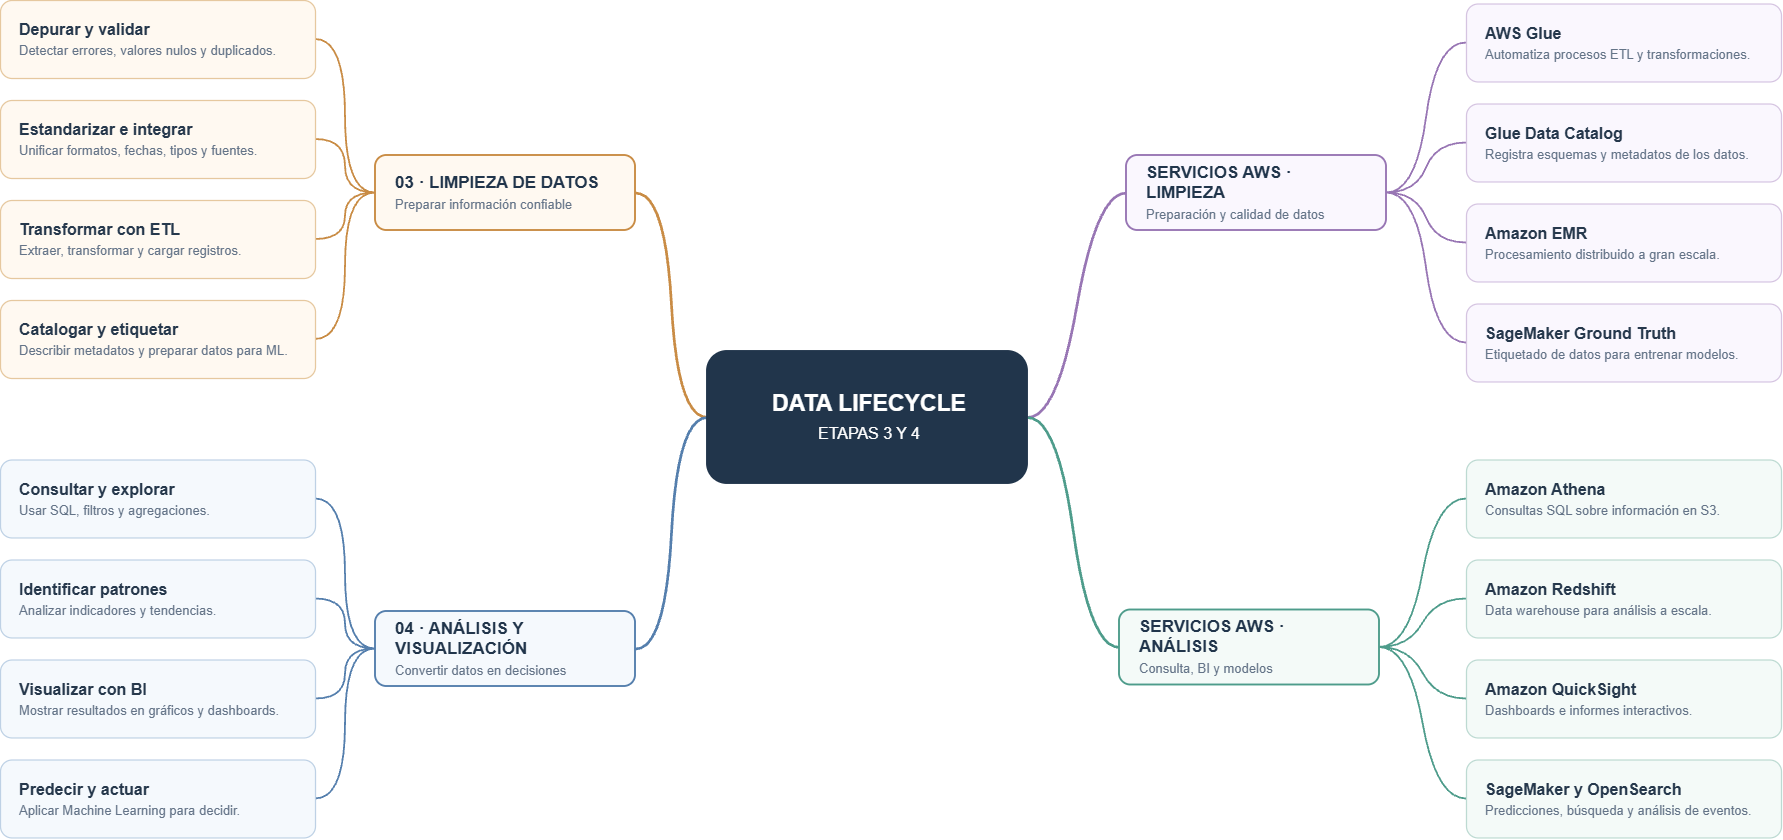 Depurar y validar
Detectar errores, valores nulos y duplicados.
Estandarizar e integrar
Unificar formatos, fechas, tipos y fuentes.
Transformar con ETL
Extraer, transformar y cargar registros.
Catalogar y etiquetar
Describir metadatos y preparar datos para ML.
03 · LIMPIEZA DE DATOS
Preparar información confiable
Consultar y explorar
Usar SQL, filtros y agregaciones.
Identificar patrones
Analizar indicadores y tendencias.
Visualizar con BI
Mostrar resultados en gráficos y dashboards.
Predecir y actuar
Aplicar Machine Learning para decidir.
04 · ANÁLISIS Y
VISUALIZACIÓN
Convertir datos en decisiones
DATA LIFECYCLE
ETAPAS 3 Y 4
SERVICIOS AWS ·
LIMPIEZA
Preparación y calidad de datos
AWS Glue
Automatiza procesos ETL y transformaciones.
Glue Data Catalog
Registra esquemas y metadatos de los datos.
Amazon EMR
Procesamiento distribuido a gran escala.
SageMaker Ground Truth
Etiquetado de datos para entrenar modelos.
SERVICIOS AWS ·
ANÁLISIS
Consulta, BI y modelos
Amazon Athena
Consultas SQL sobre información en S3.
Amazon Redshift
Data warehouse para análisis a escala.
Amazon QuickSight
Dashboards e informes interactivos.
SageMaker y OpenSearch
Predicciones, búsqueda y análisis de eventos.